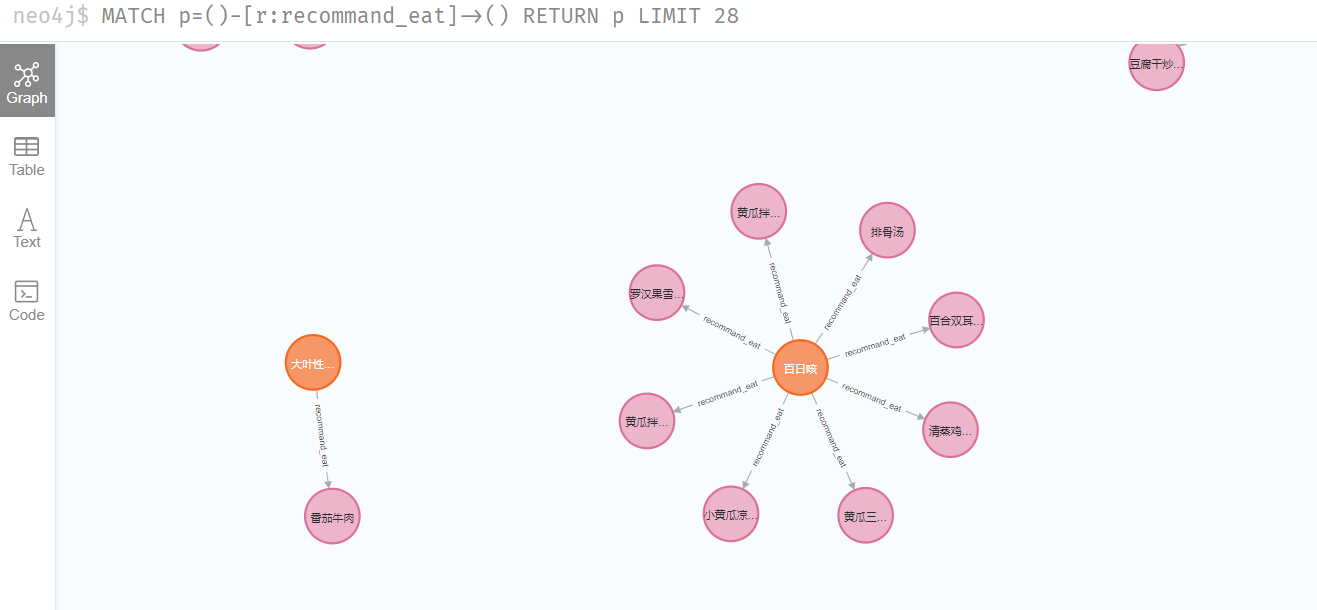 neo4j$ MATCH p=()-[r:recommand_eat]->() RETURN p LIMIT 28
Graph
Table
Text
Code
豆腐干炒...
黄瓜拌...
排骨汤
罗汉果雪...
百合双耳...
recommand_eat
recommand_eat
recommand_eat
recommand_eat
百日咳
大叶性...
recommand_eat
recommand_eat
recommand_eat
recommand_eat
recommand_eat
黄瓜拌...
清蒸鸡...
小黄瓜凉...
黄瓜三...
番茄牛肉